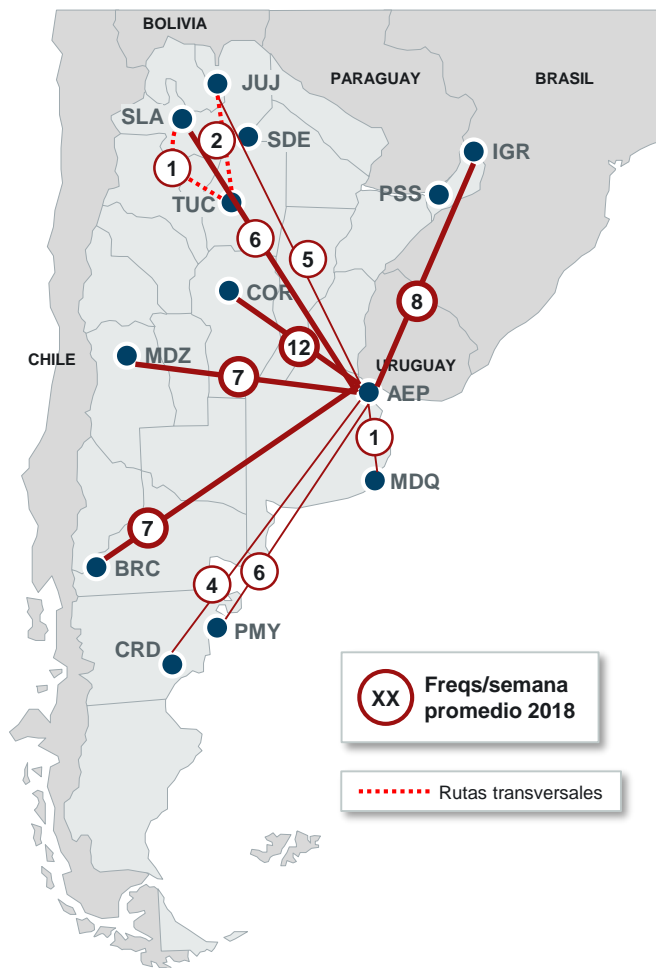 BOLIVIA
JUJ
PARAGUAY
BRASIL
SLA
2
SDE
IGR
1
PSS
TUC
6
5
COR
8
12
CHILE
MDZ
7
URUGUAY
AEP
1
MDQ
7
BRC
4
6
PMY
CRD
XX
Freqs/semana
promedio 2018
Rutas transversales